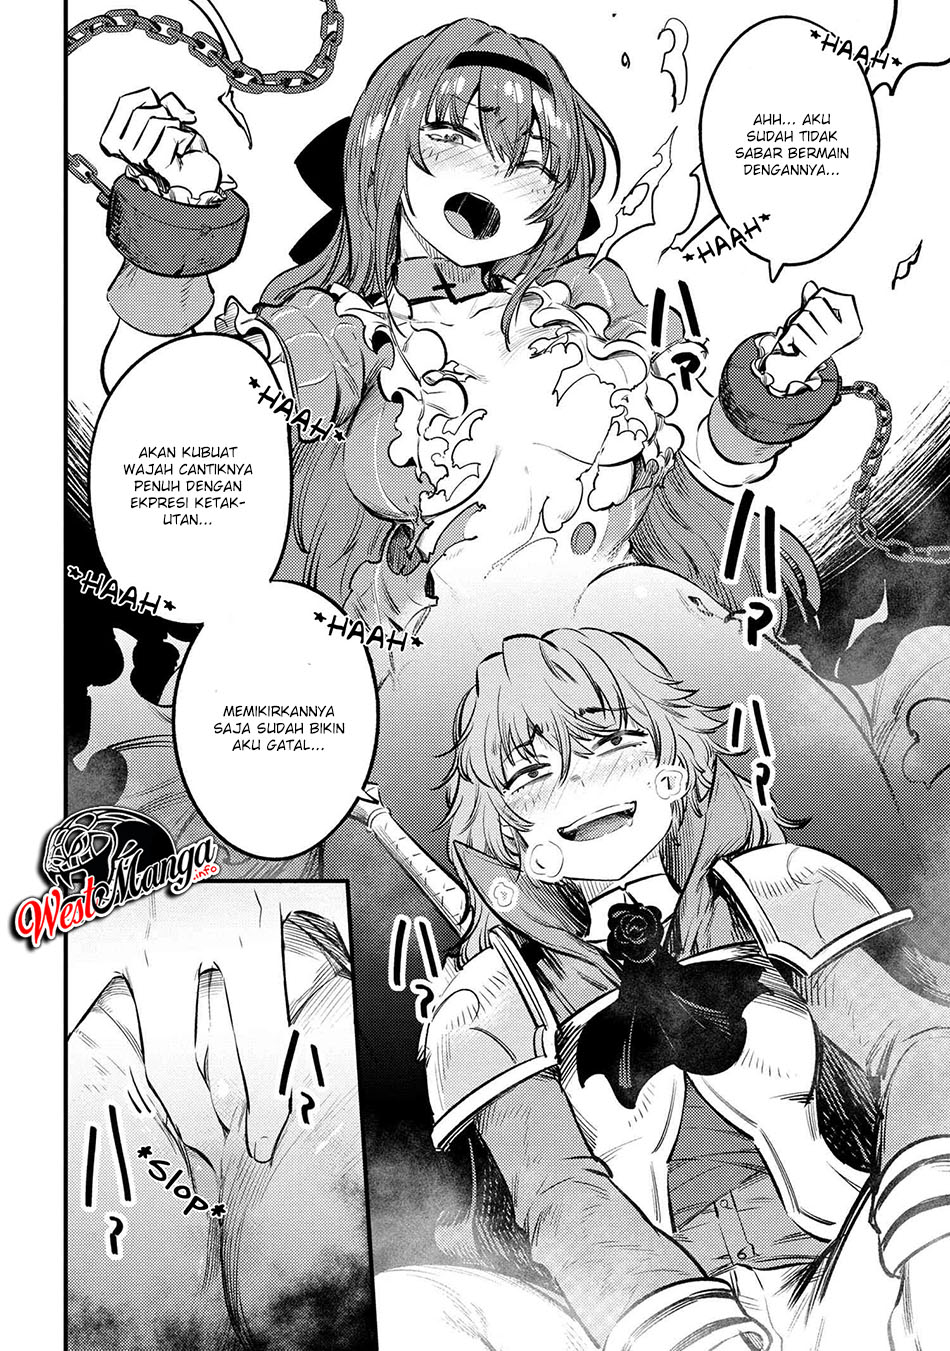 *HAAH*
AHH... AKU
SUDAH TIDAK
SABAR BERMAIN
DENGANNYA...
*HAAH*
*HAAH*
AKAN KUBUAT
WAJAH CANTIKNYA
PENUH DENGAN
EKPRESI KETAK-
UTAN...
*HAAH*
*HAAH*
MEMIKIRKANNYA
SAJA SUDAH BIKIN
AKU GATAL...
WestManga
.info
*Slop*